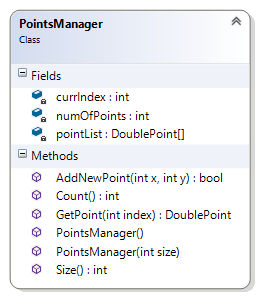 PointsManager
Class
Fields
currIndex : int
numOfPoints : int
pointList : DoublePoint[]
Methods
AddNewPoint(int x, int y) : bool
Count() : int
GetPoint(int index) : DoublePoint
PointsManager()
PointsManager(int size)
Size() : int